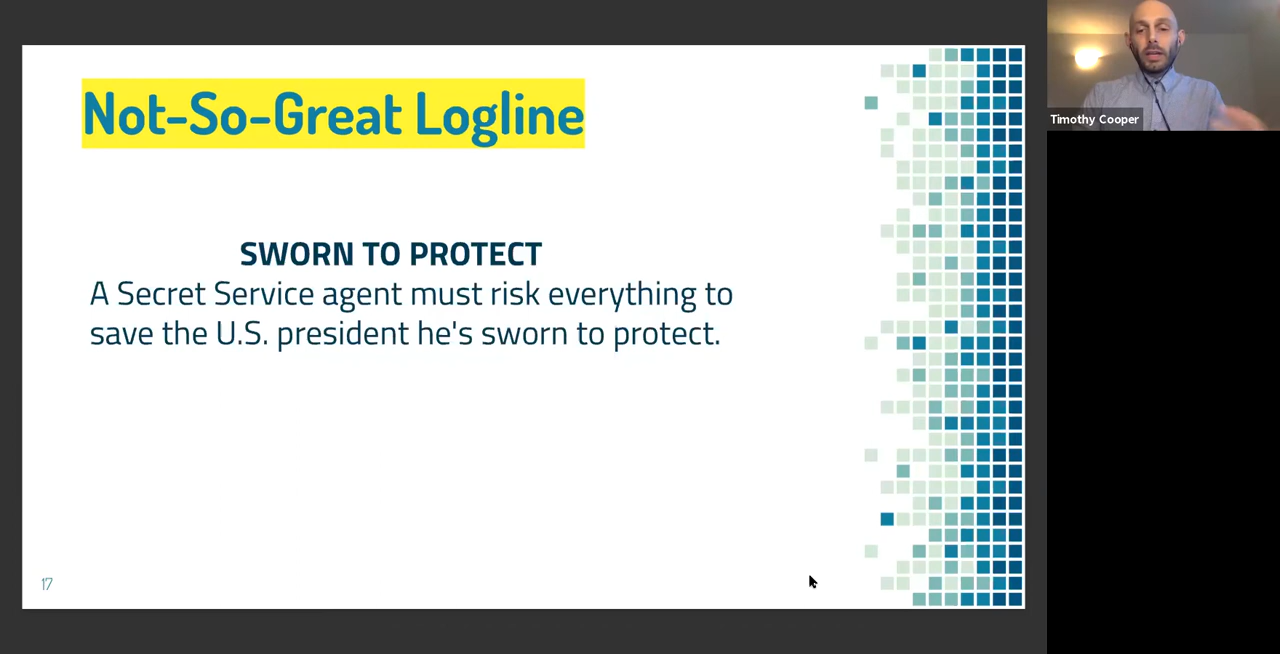 Not-So-Great Logline
SWORN TO PROTECT
A Secret Service agent must risk everything to
save the U.S. president he's sworn to protect.
17
Timothy Cooper